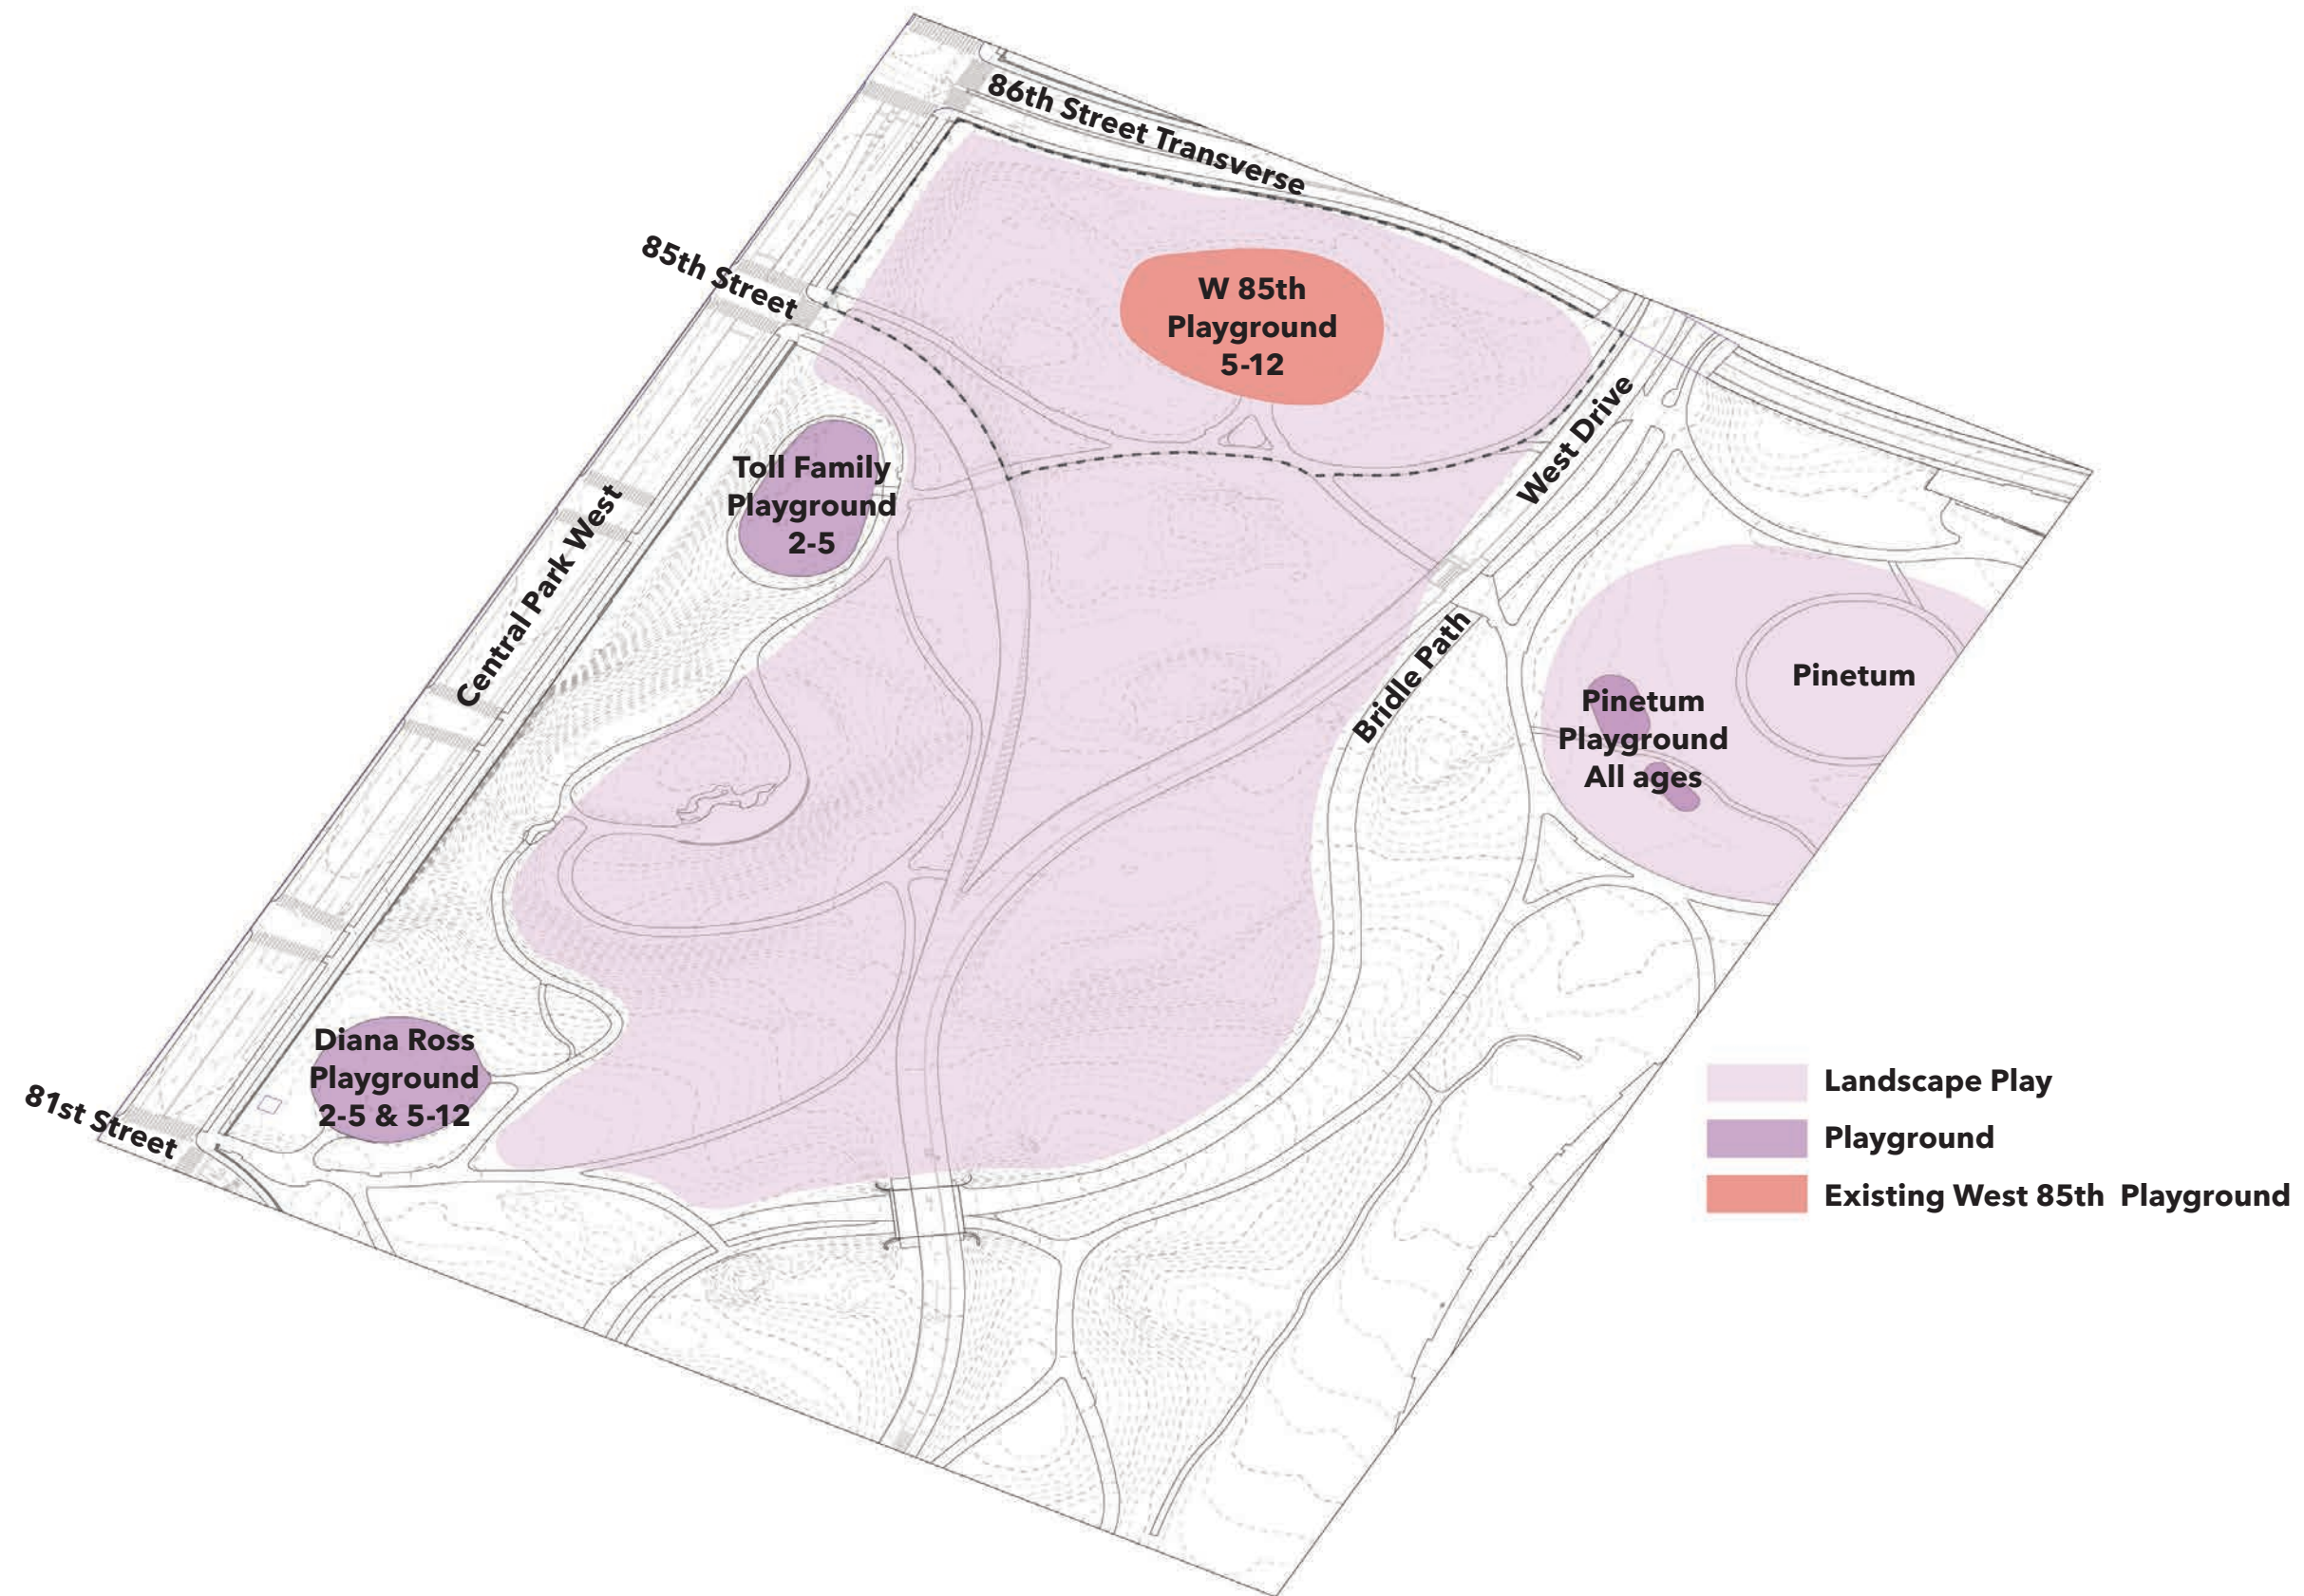 86th Street Transverse
85th Street
W 85th
Playground
5-12
West Drive
Toll Family
Playground
2-5
Central Park West
Bridle Path
Pinetum
Pinetum
Playground
All ages
Diana Ross
Playground
2-5 & 5-12
81st Street
Landscape Play
Playground
Existing West 85th  Playground